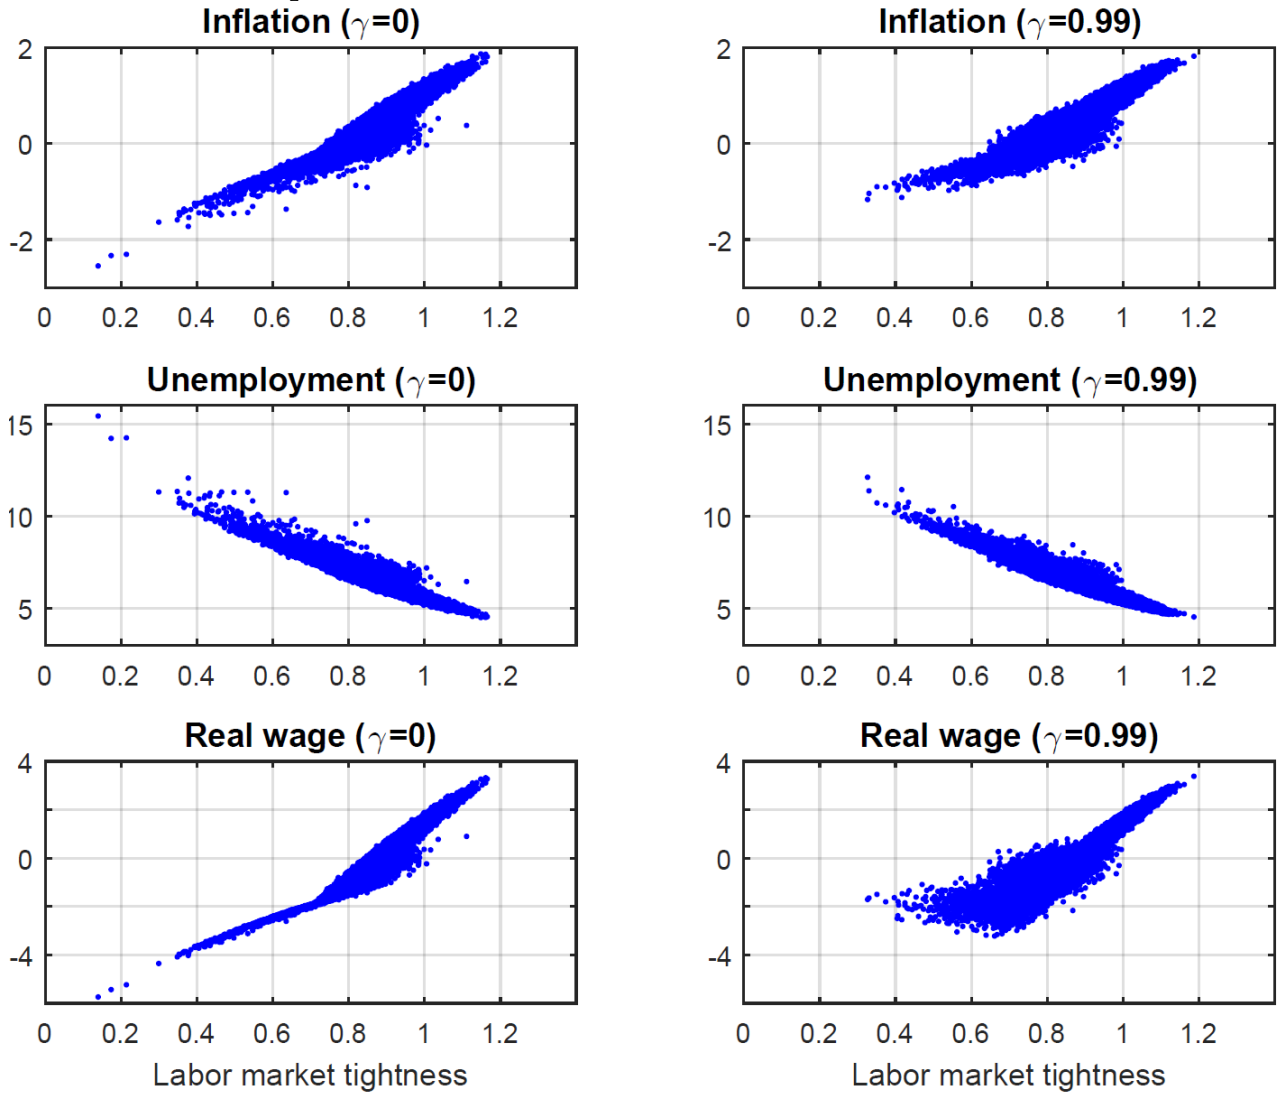 Inflation (γ=0)
Inflation (γ=0.99)
2
0
-2
0 0.2 0.4 0.6 0.8 1 1.2
2
0
-2
0 0.2 0.4 0.6 0.8 1 1.2
Unemployment (γ=0)
Unemployment (γ=0.99)
15
10
5
0 0.2 0.4 0.6 0.8 1 1.2
15
10
5
0 0.2 0.4 0.6 0.8 1 1.2
Real wage (γ=0)
Real wage (γ=0.99)
4
0
-4
0 0.2 0.4 0.6 0.8 1 1.2
Labor market tightness
4
0
-4
0 0.2 0.4 0.6 0.8 1 1.2
Labor market tightness